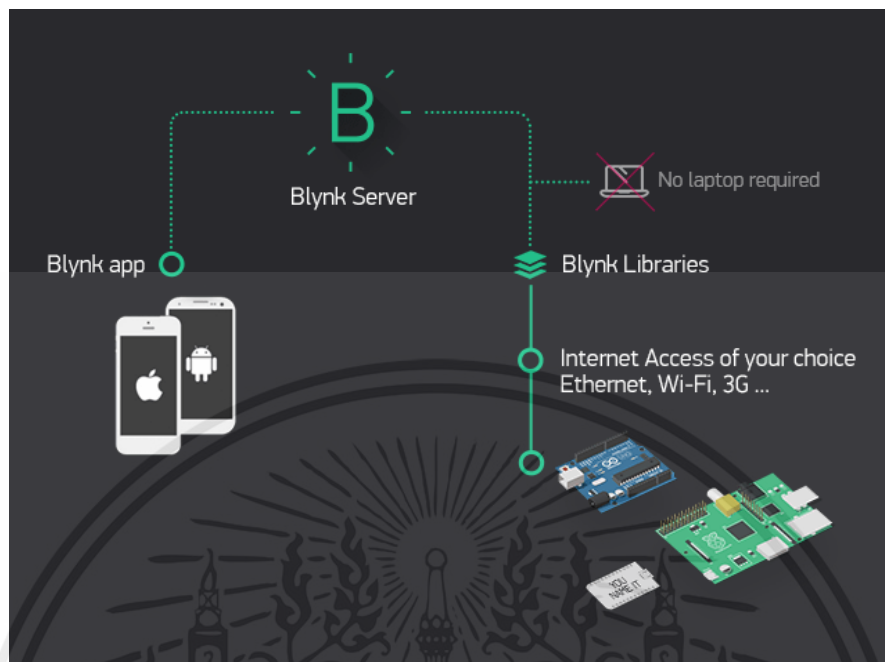 B
Blynk Server
No laptop required
Blynk app
Blynk Libraries
Internet Access of your choice
Ethernet, Wi-Fi, 3G ...
YOU
NAME IT